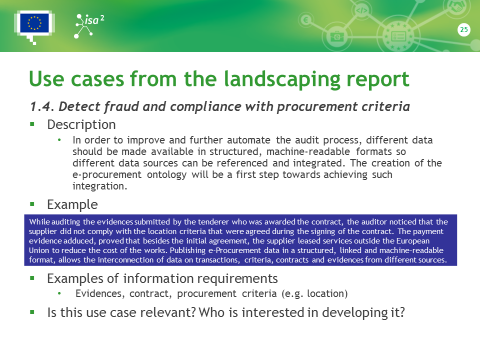 isa²
25
Use cases from the landscaping report
1.4. Detect fraud and compliance with procurement criteria
Description
In order to improve and further automate the audit process, different data
should be made available in structured, machine-readable formats so
different data sources can be referenced and integrated. The creation of the
e-procurement ontology will be a first step towards achieving such
integration.
Example
While auditing the evidences submitted by the tenderer who was awarded the contract, the auditor noticed that the
supplier did not comply with the location criteria that were agreed during the signing of the contract. The payment
evidence adduced, proved that besides the initial agreement, the supplier leased services outside the European
Union to reduce the cost of the works. Publishing e-Procurement data in a structured, linked and machine-readable
format, allows the interconnection of data on transactions, criteria, contracts and evidences from different sources.
Examples of information requirements
Evidences, contract, procurement criteria (e.g. location)
Is this use case relevant? Who is interested in developing it?